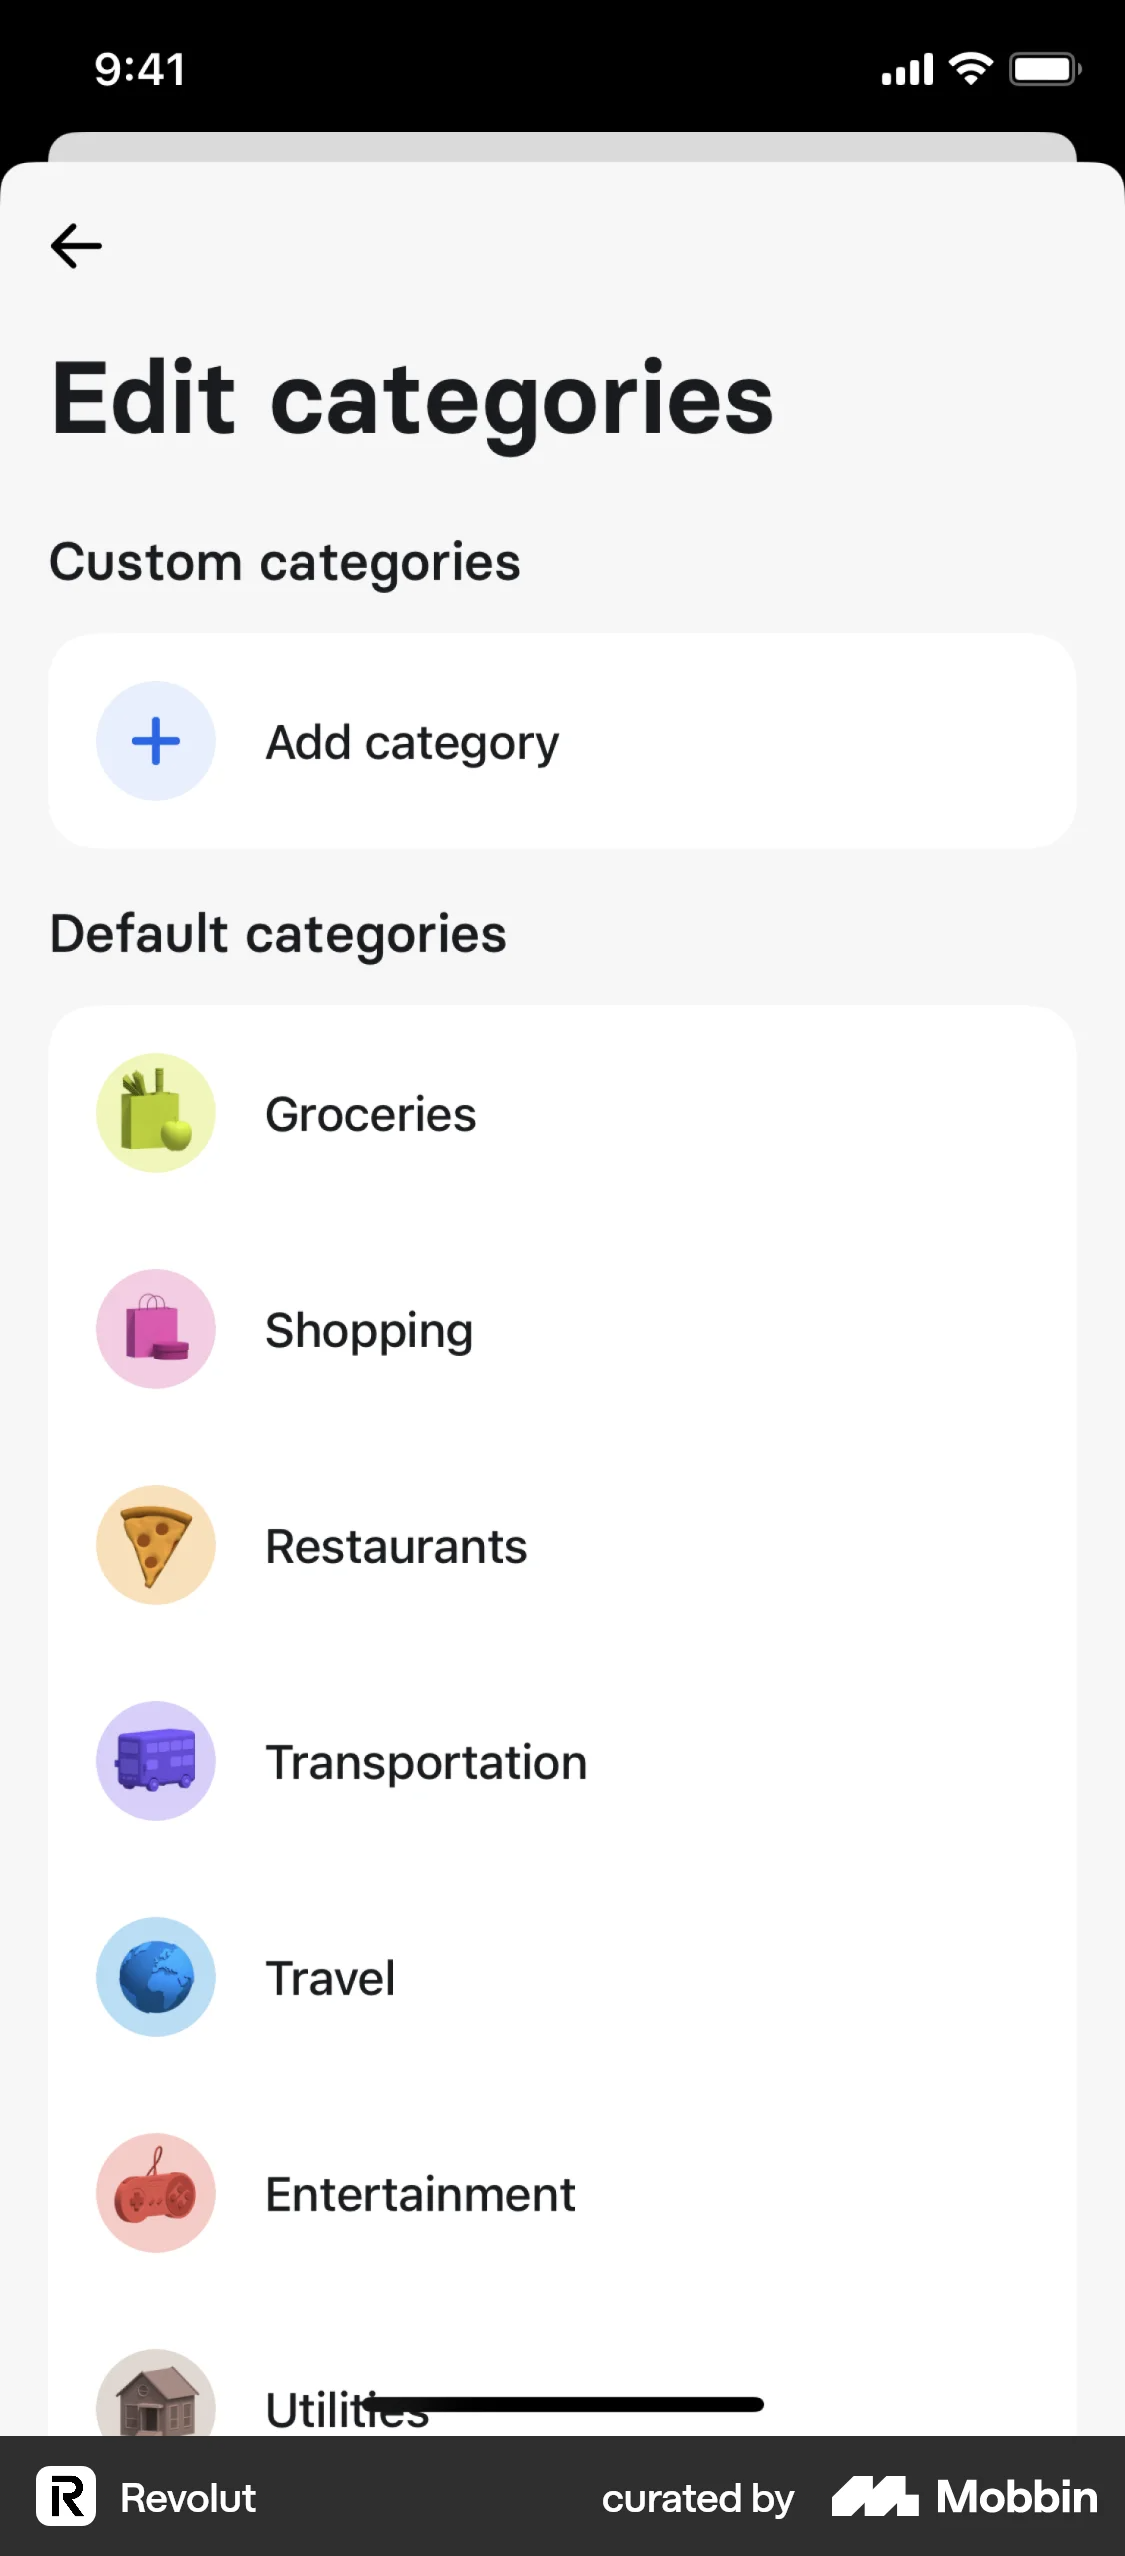 9:41
Edit categories
Custom categories
Add category
Default categories
Groceries
Shopping
Restaurants
Transportation
Travel
Entertainment
Utilities
R Revolut
curated by Mobbin